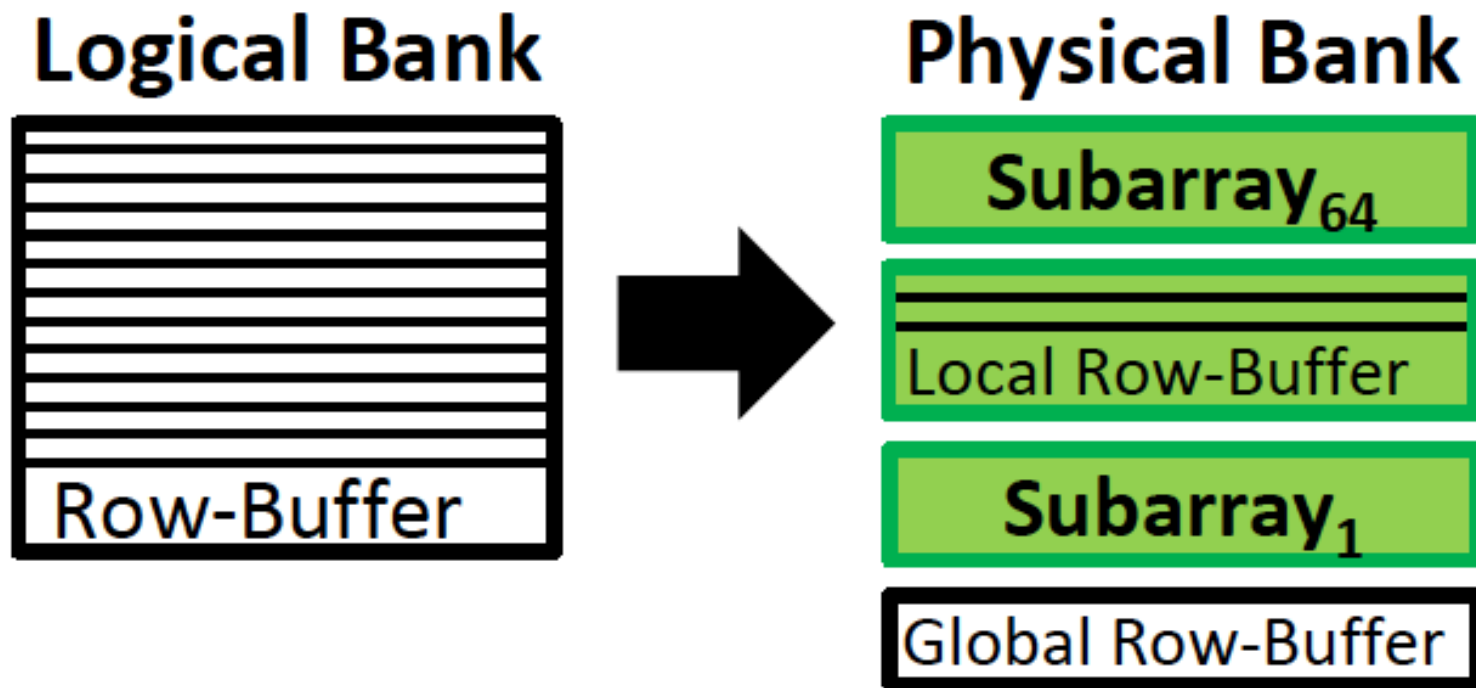 Logical Bank
Row-Buffer
Physical Bank
Subarray64
Local Row-Buffer
Subarray1
Global Row-Buffer